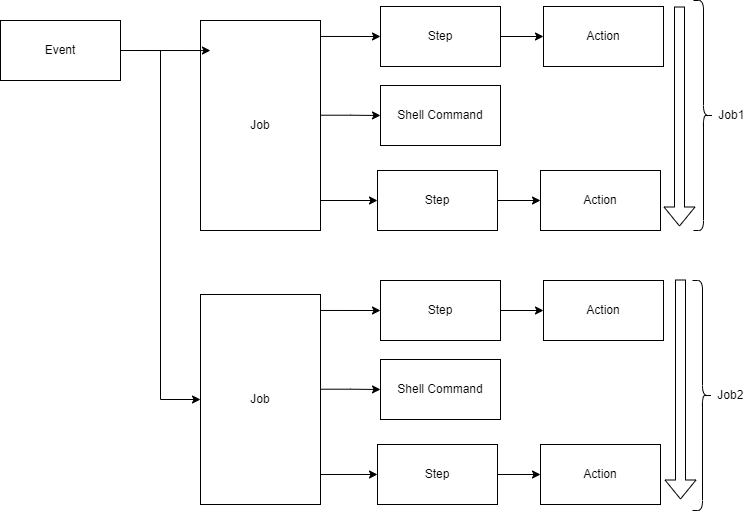 Event
Job
Step
Action
Shell Command
Step
Action
Job1
Job
Step
Action
Shell Command
Step
Action
Job2